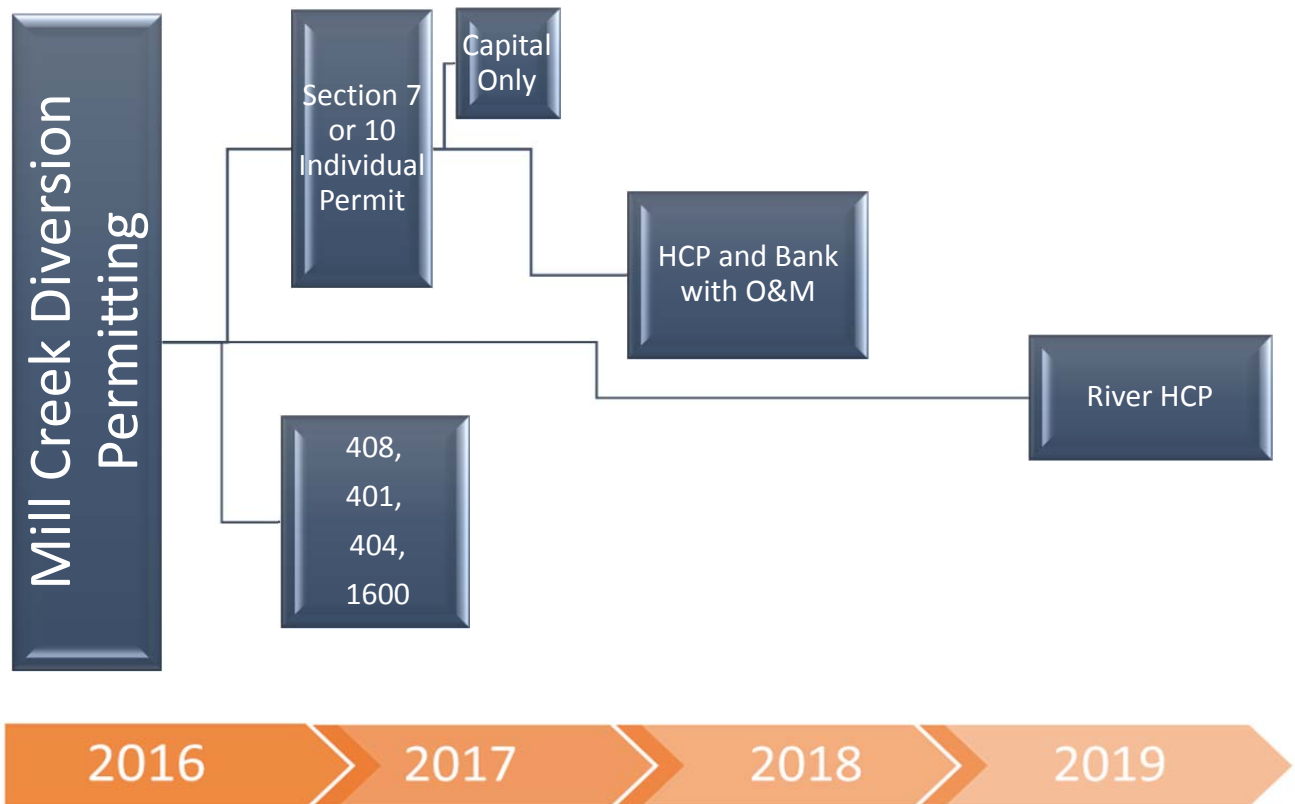 Mill Creek Diversion
Permitting
Section 7
or 10
Individual
Permit
Capital
Only
HCP and Bank
with O&M
River HCP
408,
401,
404,
1600
2016
2017
2018
2019